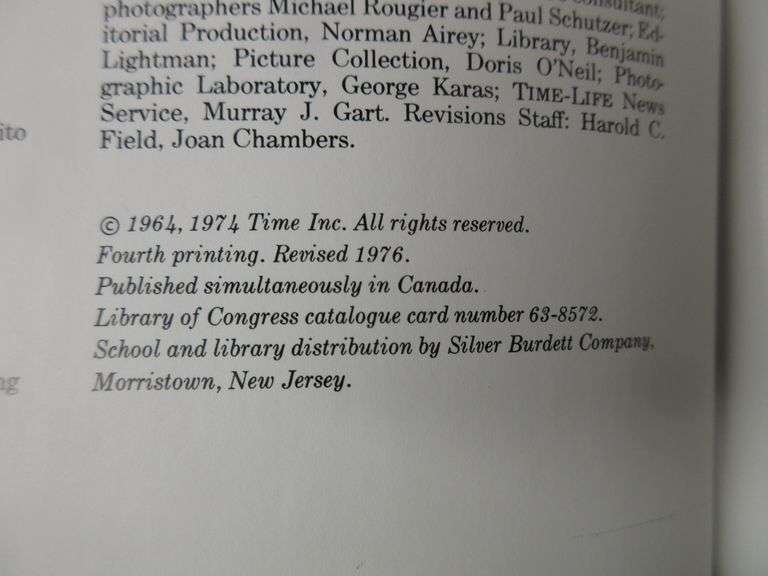 Consultant,
photographers Michael Rougier and Paul Schutzer; Ed-
itorial Production, Norman Airey; Library, Benjamin
Lightman; Picture Collection, Doris O'Neil; Photo-
graphic Laboratory, George Karas; TIME-LIFE News
Service, Murray J. Gart. Revisions Staff: Harold C.
Field, Joan Chambers.
ito
© 1964, 1974 Time Inc. All rights reserved.
Fourth printing. Revised 1976.
Published simultaneously in Canada.
Library of Congress catalogue card number 63-8572.
School and library distribution by Silver Burdett Company,
Morristown, New Jersey.
ng